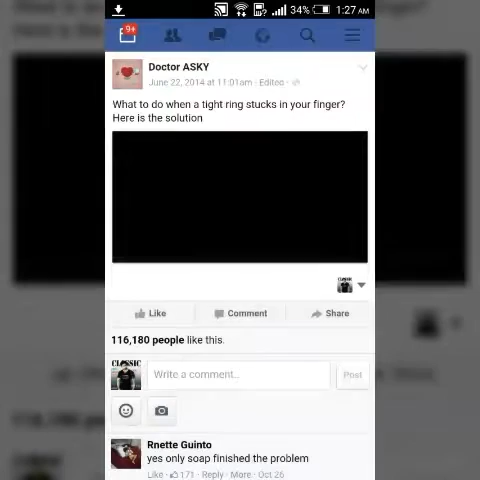 34% 1:27 AM
9+
Doctor ASKY
June 22, 2014 at 11:01am · Edited ·
What to do when a tight ring stucks in your finger?
Here is the solution
CLASSIC
Like Comment Share
116,180 people like this.
CLASSIC
Write a comment... Post
Rnette Guinto
yes only soap finished the problem
Like · 171 · Reply · More · Oct 26